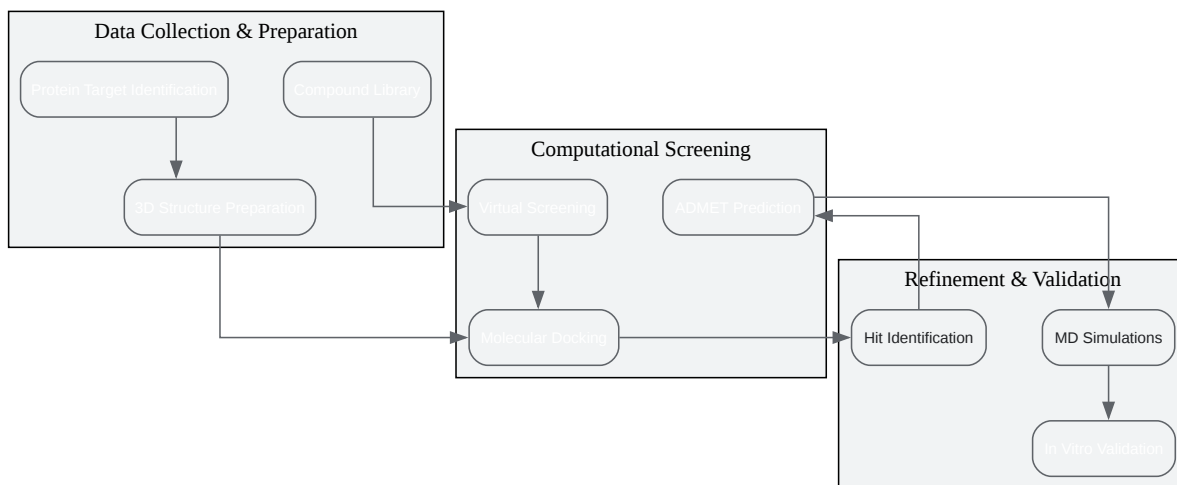 Data Collection & Preparation
Protein Target Identification
Compound Library
3D Structure Preparation
Computational Screening
Virtual Screening
ADMET Prediction
Molecular Docking
Refinement & Validation
Hit Identification
MD Simulations
In Vitro Validation